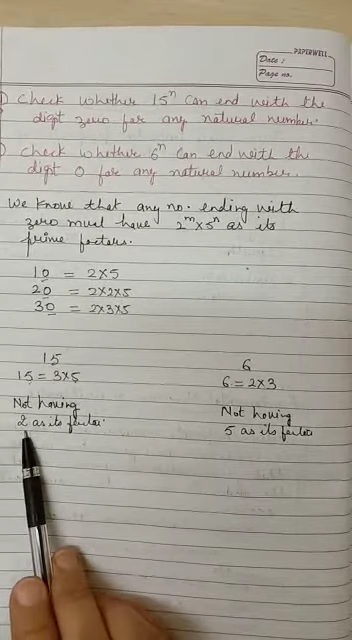 PAPERWELL
Date :
Page no.
) Check whether 15ⁿ can end with the
digit zero for any natural number.
) Check whether 6ⁿ can end with the
digit 0 for any natural number.
We know that any no. ending with
zero must have 2ᵐ×5ⁿ as its
prime factors.
10 = 2×5
20 = 2×2×5
30 = 2×3×5
15
15 = 3×5
Not having
2 as its factor.
6
6 = 2×3
Not having
5 as its factor